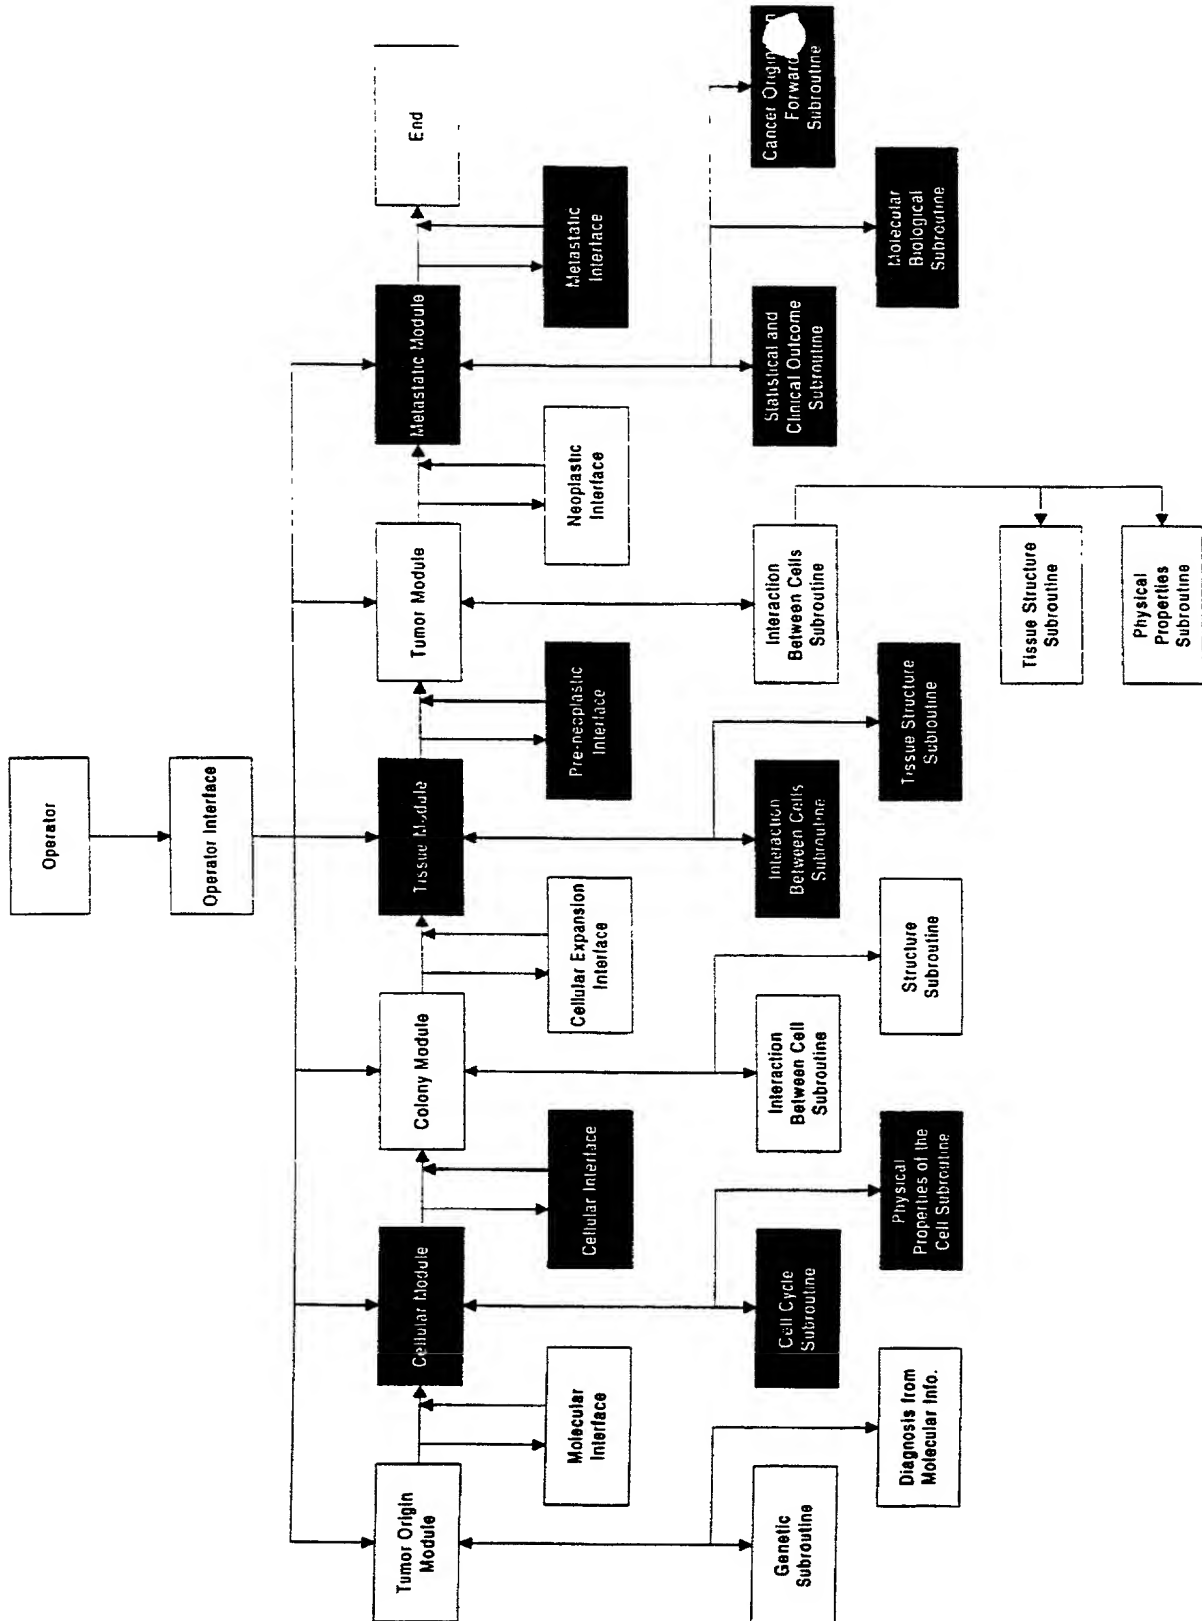 Operator
Operator Interface
Tumor Origin
Module
Cellular Module
Colony Module
Tissue Module
Tumor Module
Metastatic Module
End
Molecular
Interface
Cellular Interface
Cellular Expansion
Interface
Pre-neoplastic
Interface
Neoplastic
Interface
Metastatic
Interface
Genetic
Subroutine
Cell Cycle
Subroutine
Interaction
Between Cell
Subroutine
Interaction
Between Cells
Subroutine
Interaction
Between Cells
Subroutine
Statistical and
Clinical Outcome
Subroutine
Cancer Origin
Forward
Subroutine
Diagnosis from
Molecular Info.
Physical
Properties of the
Cell Subroutine
Structure
Subroutine
Tissue Structure
Subroutine
Molecular
Biological
Subroutine
Tissue Structure
Subroutine
Physical
Properties
Subroutine